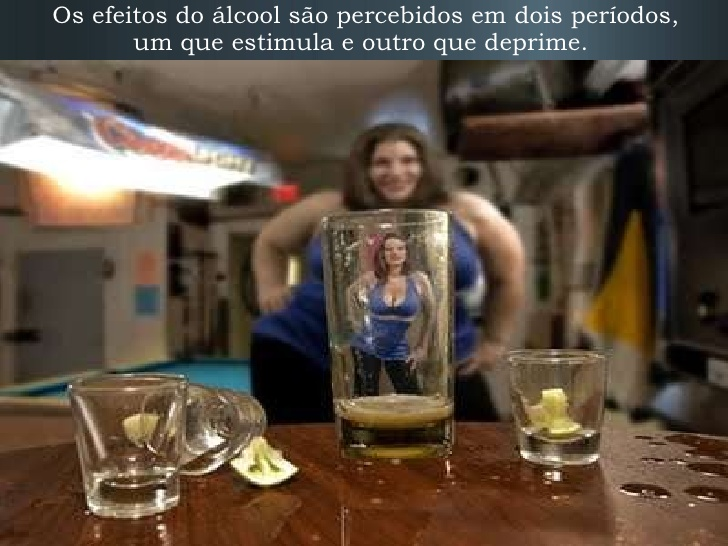 Os efeitos do álcool são percebidos em dois períodos,
um que estimula e outro que deprime.